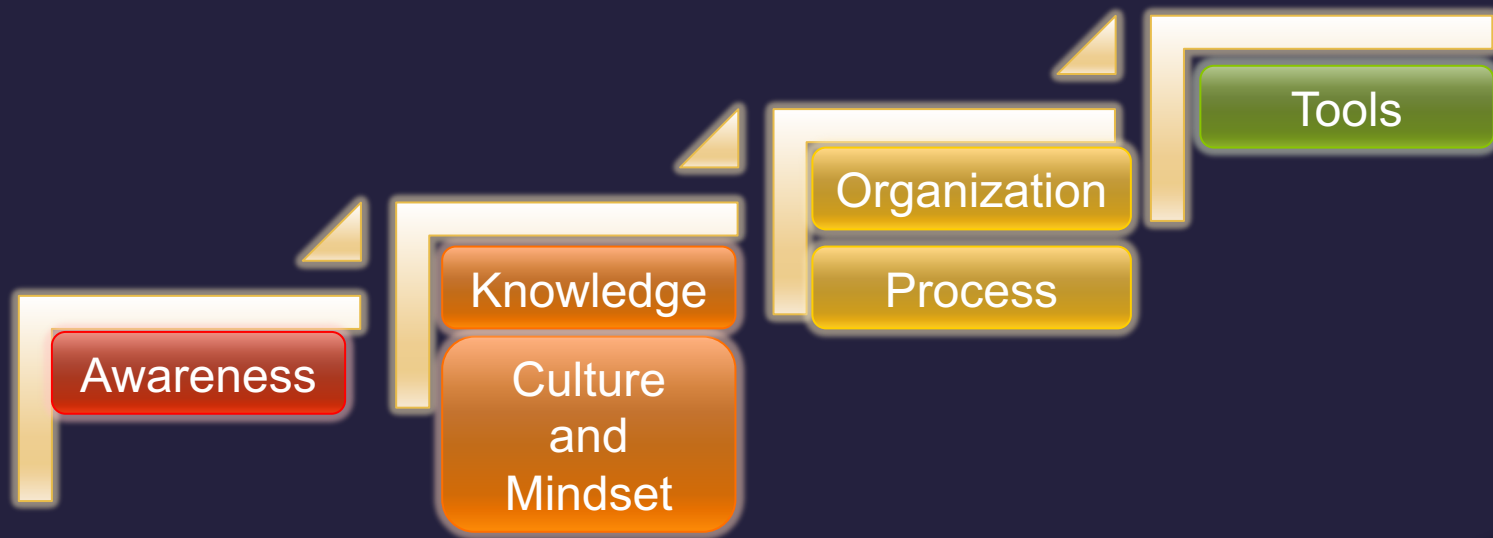 Awareness
Knowledge
Culture
and
Mindset
Organization
Process
Tools